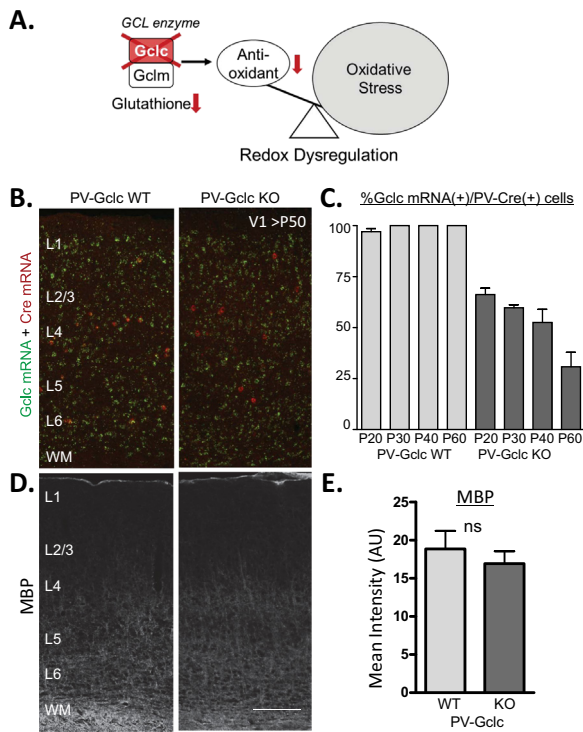 A.
GCL enzyme
Gclc
Gclm
Glutathione
Anti-
oxidant
Oxidative
Stress
Redox Dysregulation
B.
PV-Gclc WT
PV-Gclc KO
V1 >P50
Gclc mRNA + Cre mRNA
L1
L2/3
L4
L5
L6
WM
C.
%Gclc mRNA(+)/PV-Cre(+) cells
100
75
50
25
0
P20 P30 P40 P60 P20 P30 P40 P60
PV-Gclc WT PV-Gclc KO
D.
MBP
L1
L2/3
L4
L5
L6
WM
E.
MBP
ns
Mean Intensity (AU)
25
20
15
10
5
0
WT KO
PV-Gclc